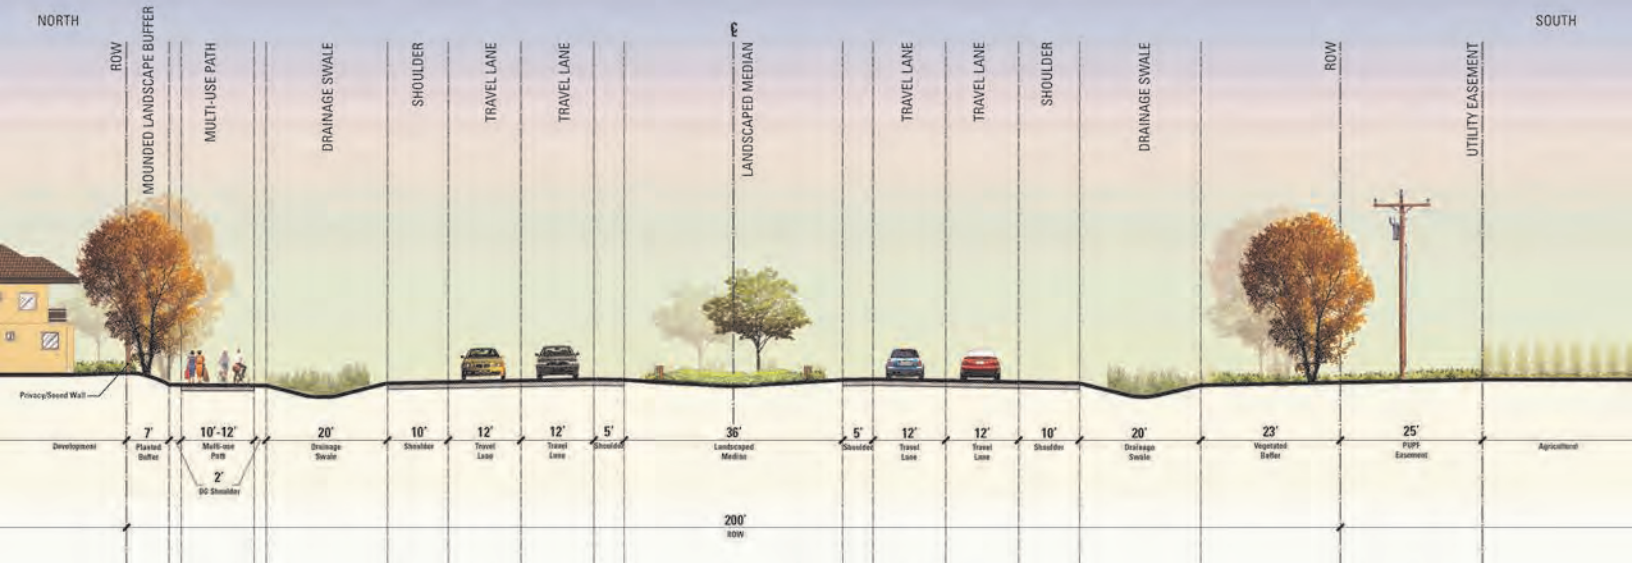 NORTH
SOUTH
ROW
MOUNDED LANDSCAPE BUFFER
MULTI-USE PATH
DRAINAGE SWALE
SHOULDER
TRAVEL LANE
TRAVEL LANE
℄
LANDSCAPED MEDIAN
TRAVEL LANE
TRAVEL LANE
SHOULDER
DRAINAGE SWALE
ROW
UTILITY EASEMENT
Privacy/Sound Wall
Development
7'
Planted
Buffer
10'-12'
Multi-use
Path
2'
DG Shoulder
20'
Drainage
Swale
10'
Shoulder
12'
Travel
Lane
12'
Travel
Lane
5'
Shoulder
36'
Landscaped
Median
5'
Shoulder
12'
Travel
Lane
12'
Travel
Lane
10'
Shoulder
20'
Drainage
Swale
23'
Vegetated
Buffer
25'
PUPF
Easement
Agricultural
200'
ROW